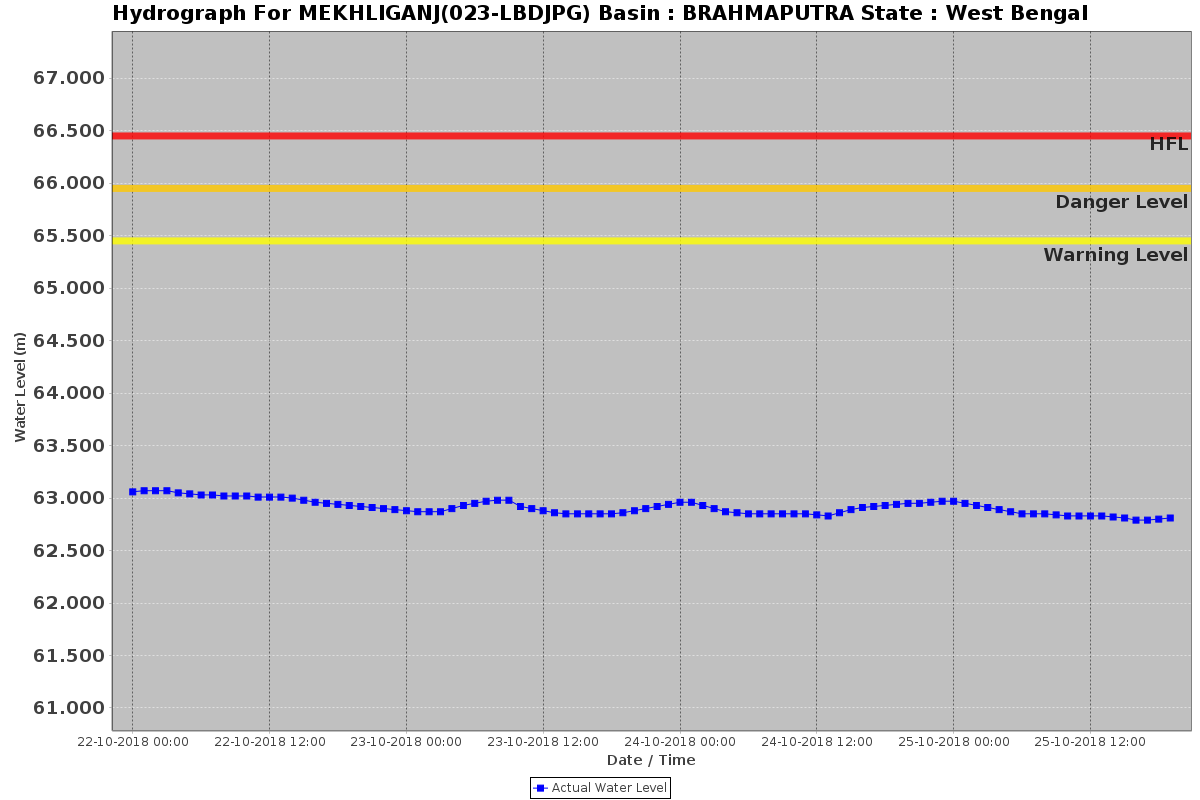 Hydrograph For MEKHLIGANJ(023-LBDJPG) Basin : BRAHMAPUTRA State : West Bengal
67.000
66.500
HFL
66.000
Danger Level
65.500
Warning Level
65.000
64.500
64.000
63.500
63.000
62.500
62.000
61.500
61.000
Water Level (m)
22-10-2018 00:00 22-10-2018 12:00 23-10-2018 00:00 23-10-2018 12:00 24-10-2018 00:00 24-10-2018 12:00 25-10-2018 00:00 25-10-2018 12:00
Date / Time
Actual Water Level